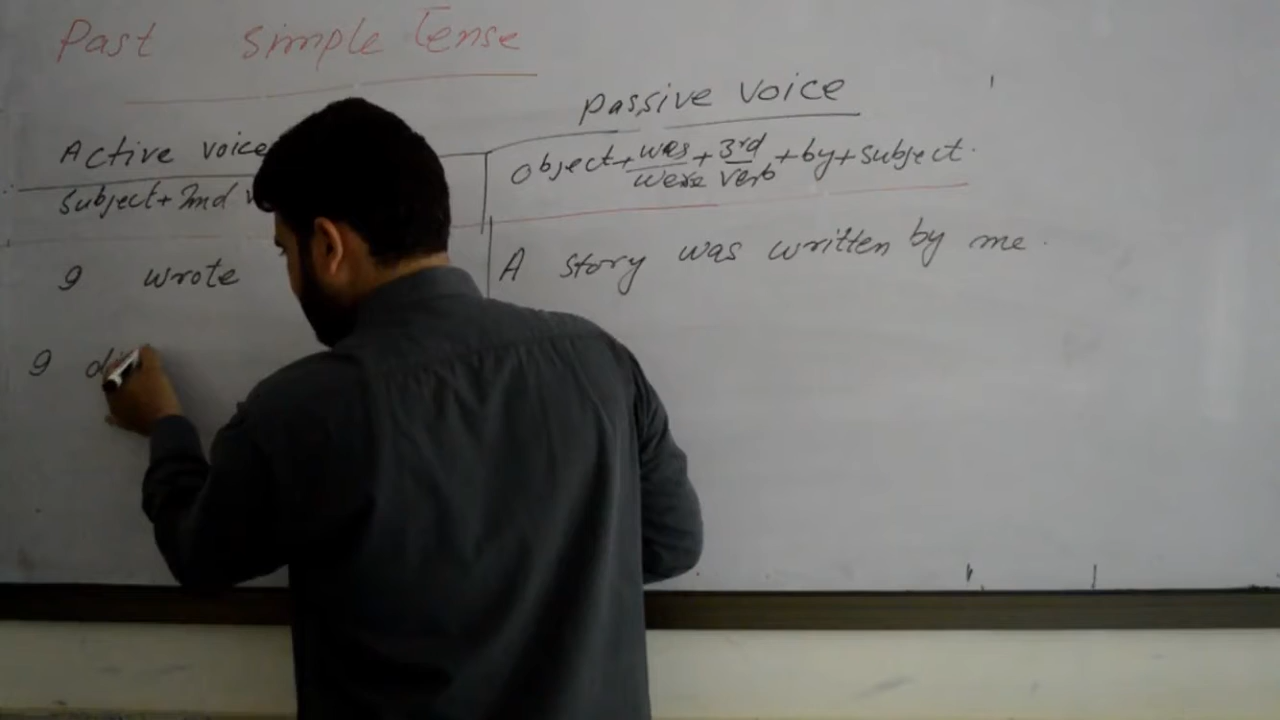 Past simple Tense
Passive voice
Active voice
Object + was/were + 3rd verb + by + subject.
Subject + 2nd
I wrote
A story was written by me.
I